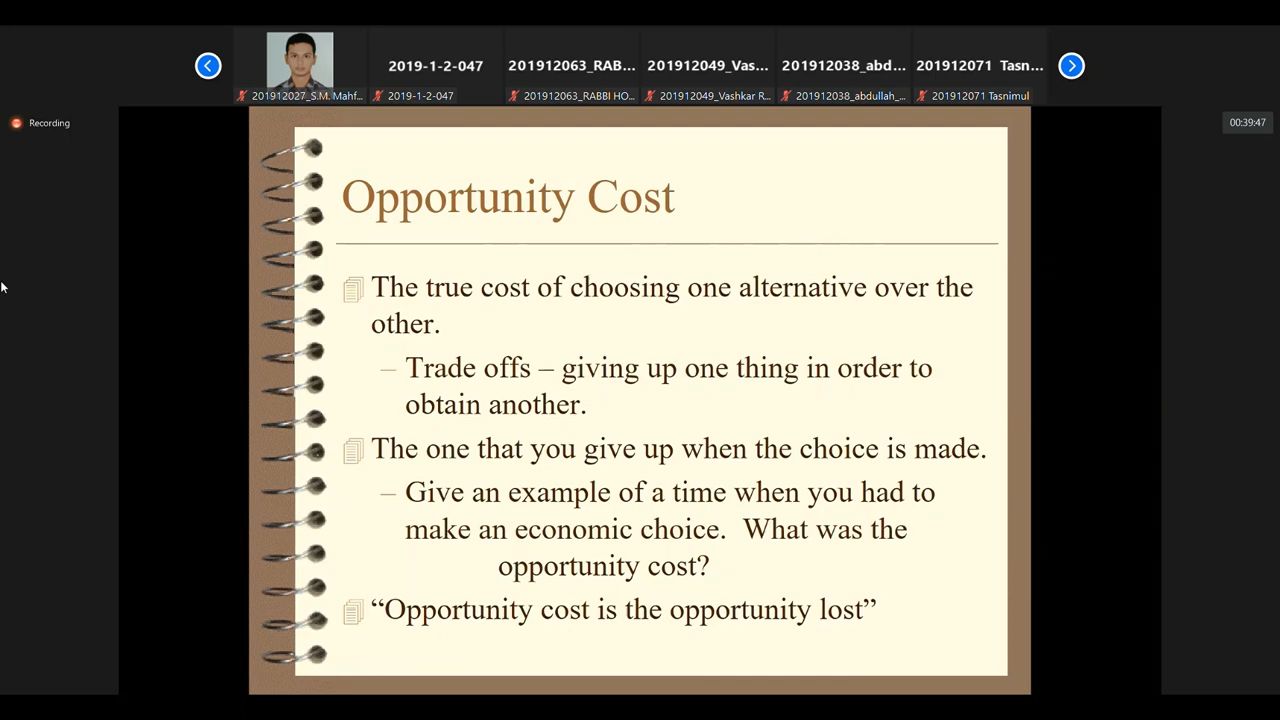 2019-1-2-047
201912063_RAB...
201912049_Vas...
201912038_abd...
201912071 Tasn...
201912027_S.M. Mahf...
2019-1-2-047
201912063_RABBI HO...
201912049_Vashkar R...
201912038_abdullah_...
201912071 Tasnimul
Recording
00:39:47
Opportunity Cost
The true cost of choosing one alternative over the
other.
– Trade offs – giving up one thing in order to
obtain another.
The one that you give up when the choice is made.
– Give an example of a time when you had to
make an economic choice. What was the
opportunity cost?
“Opportunity cost is the opportunity lost”